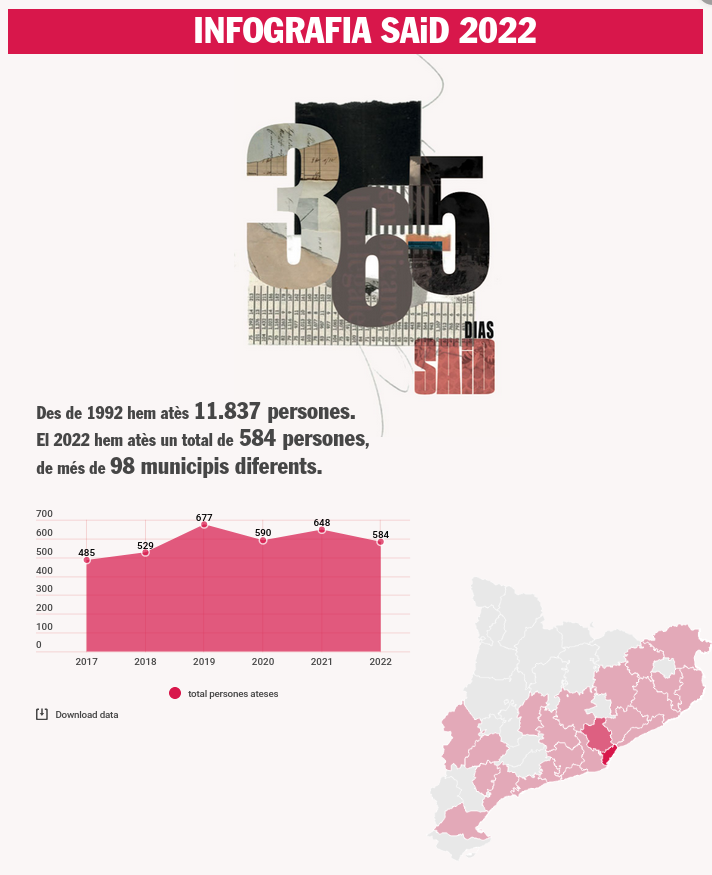 INFOGRAFIA SAiD 2022
365
DIAS
SAiD
Des de 1992 hem atès 11.837 persones.
El 2022 hem atès un total de 584 persones,
de més de 98 municipis diferents.
700
600
500
400
300
200
100
0
485
529
677
590
648
584
2017
2018
2019
2020
2021
2022
total persones ateses
Download data